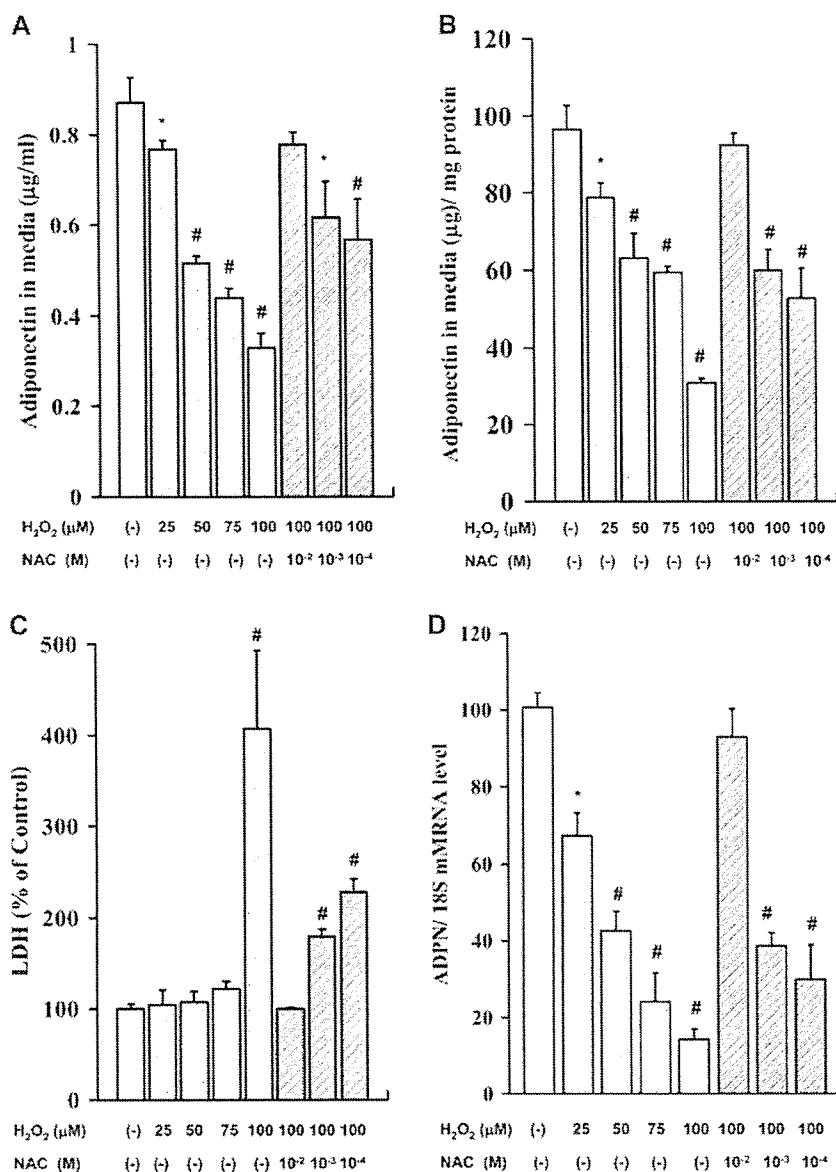 A
Adiponectin in media (µg/ml)
1
0.8
0.6
0.4
0.2
0
*
#
#
#
*
#
H₂O₂ (µM) (-) 25 50 75 100 100 100 100
NAC (M) (-) (-) (-) (-) (-) 10⁻² 10⁻³ 10⁻⁴
B
Adiponectin in media (µg)/ mg protein
120
100
80
60
40
20
0
*
#
#
#
#
#
H₂O₂ (µM) (-) 25 50 75 100 100 100 100
NAC (M) (-) (-) (-) (-) (-) 10⁻² 10⁻³ 10⁻⁴
C
LDH (% of Control)
500
400
300
200
100
0
#
#
#
H₂O₂ (µM) (-) 25 50 75 100 100 100 100
NAC (M) (-) (-) (-) (-) (-) 10⁻² 10⁻³ 10⁻⁴
D
ADPN/ 18S mMRNA level
120
100
80
60
40
20
0
*
#
#
#
#
#
H₂O₂ (µM) (-) 25 50 75 100 100 100 100
NAC (M) (-) (-) (-) (-) (-) 10⁻² 10⁻³ 10⁻⁴